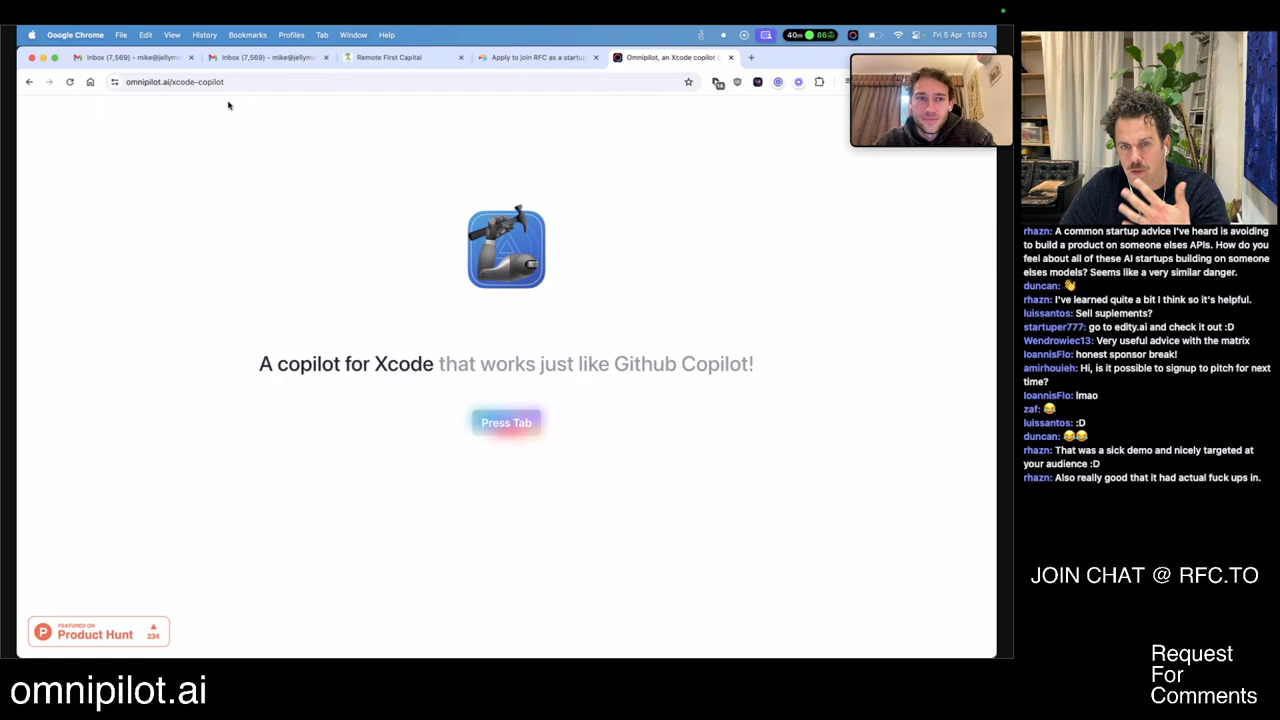 Google Chrome File Edit View History Bookmarks Profiles Tab Window Help
40m 86% Fri 5 Apr 18:53
Inbox (7,569) – mike@jellyma
Inbox (7,569) – mike@jellyma
Remote First Capital
Apply to join RFC as a startu
Omnipilot, an Xcode copilot
omnipilot.ai/xcode-copilot
A copilot for Xcode that works just like Github Copilot!
Press Tab
FEATURED ON
Product Hunt
234
rhazn: A common startup advice I've heard is avoiding
to build a product on someone elses APIs. How do you
feel about all of these AI startups building on someone
elses models? Seems like a very similar danger.
duncan: 👋
rhazn: I've learned quite a bit I think so it's helpful.
luissantos: Sell suplements?
startuper777: go to edity.ai and check it out :D
Wendrowiec13: Very useful advice with the matrix
IoannisFlo: honest sponsor break!
amirhouieh: Hi, is it possible to signup to pitch for next
time?
IoannisFlo: lmao
zaf: 😂
luissantos: :D
duncan: 😂😂
rhazn: That was a sick demo and nicely targeted at
your audience :D
rhazn: Also really good that it had actual fuck ups in.
JOIN CHAT @ RFC.TO
Request
For
Comments
omnipilot.ai